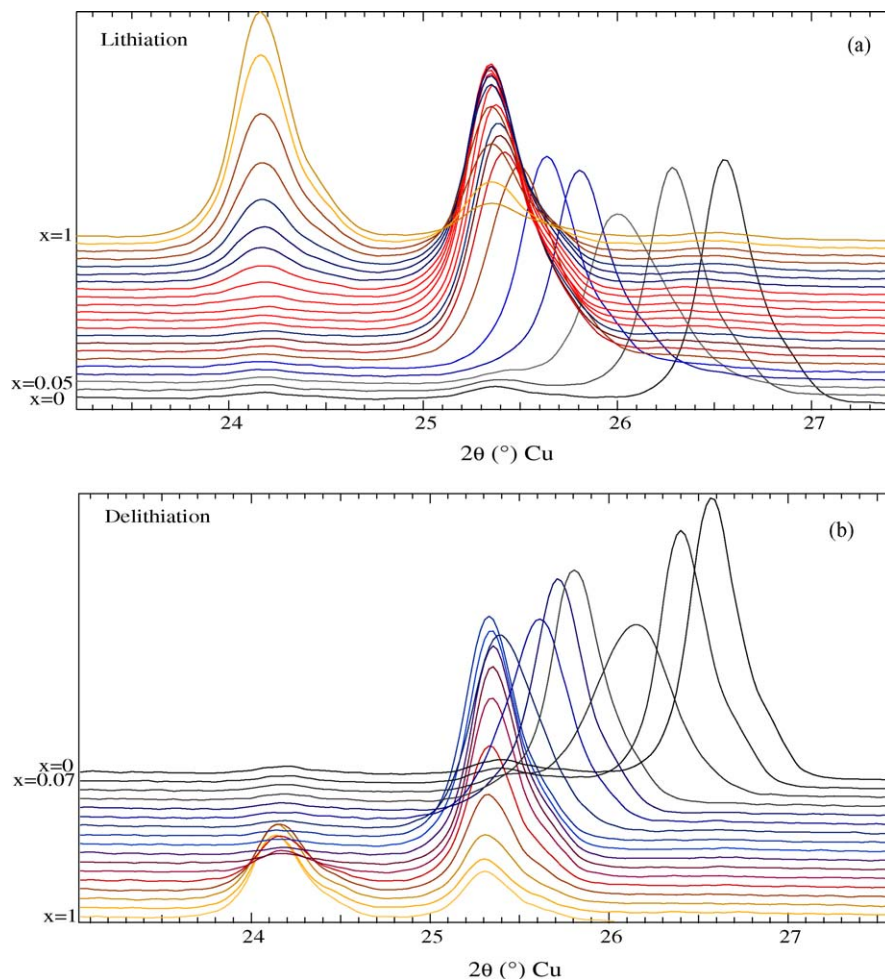 Lithiation
(a)
x=1
x=0.05
x=0
24 25 26 27
2θ (°) Cu
Delithiation
(b)
x=0
x=0.07
x=1
24 25 26 27
2θ (°) Cu